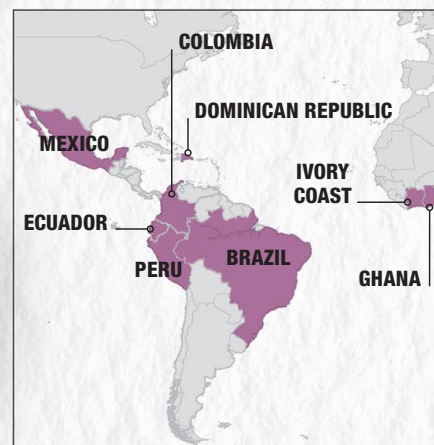 COLOMBIA
DOMINICAN REPUBLIC
MEXICO
IVORY
COAST
ECUADOR
PERU
BRAZIL
GHANA